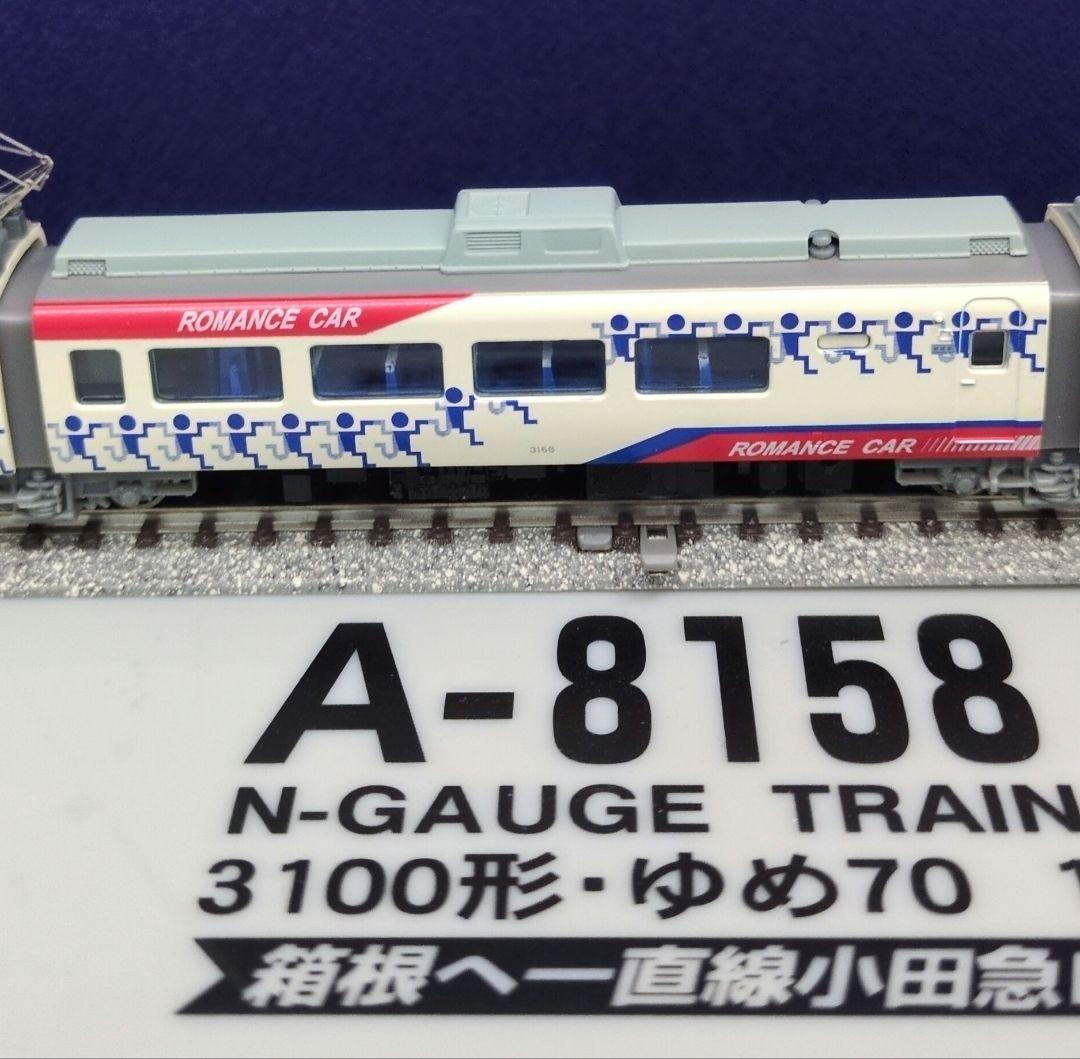 ROMANCE CAR
3168
ROMANCE CAR
A-8158
N-GAUGE TRAIN
3100形・ゆめ70
箱根へ一直線小田急